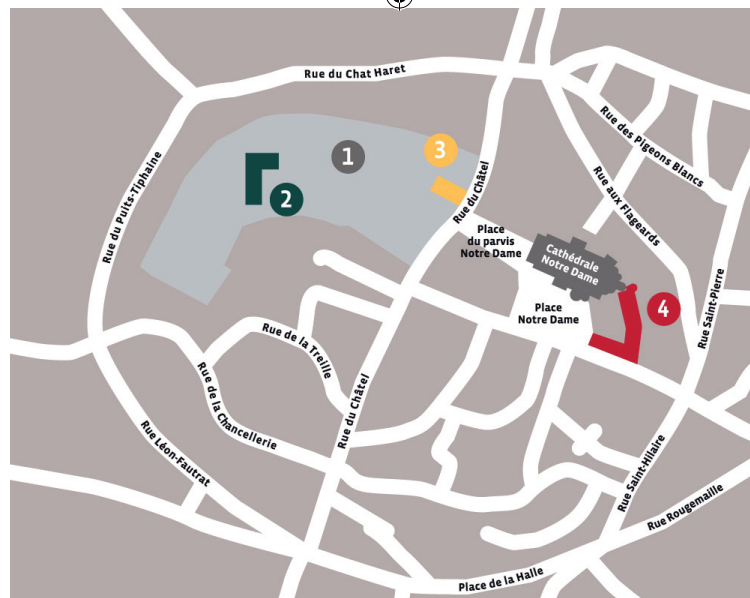 Rue du Chat Haret
Rue des Pigeons Blancs
1
3
Rue du Puits-Tiphaine
2
Rue du Châtel
Rue aux Flageards
Place
du parvis
Notre Dame
Cathédrale
Notre Dame
4
Place
Notre Dame
Rue Saint-Pierre
Rue de la Treille
Rue de la Chancellerie
Rue du Châtel
Rue Léon-Fautrat
Rue Saint-Hilaire
Rue Rougemaille
Place de la Halle